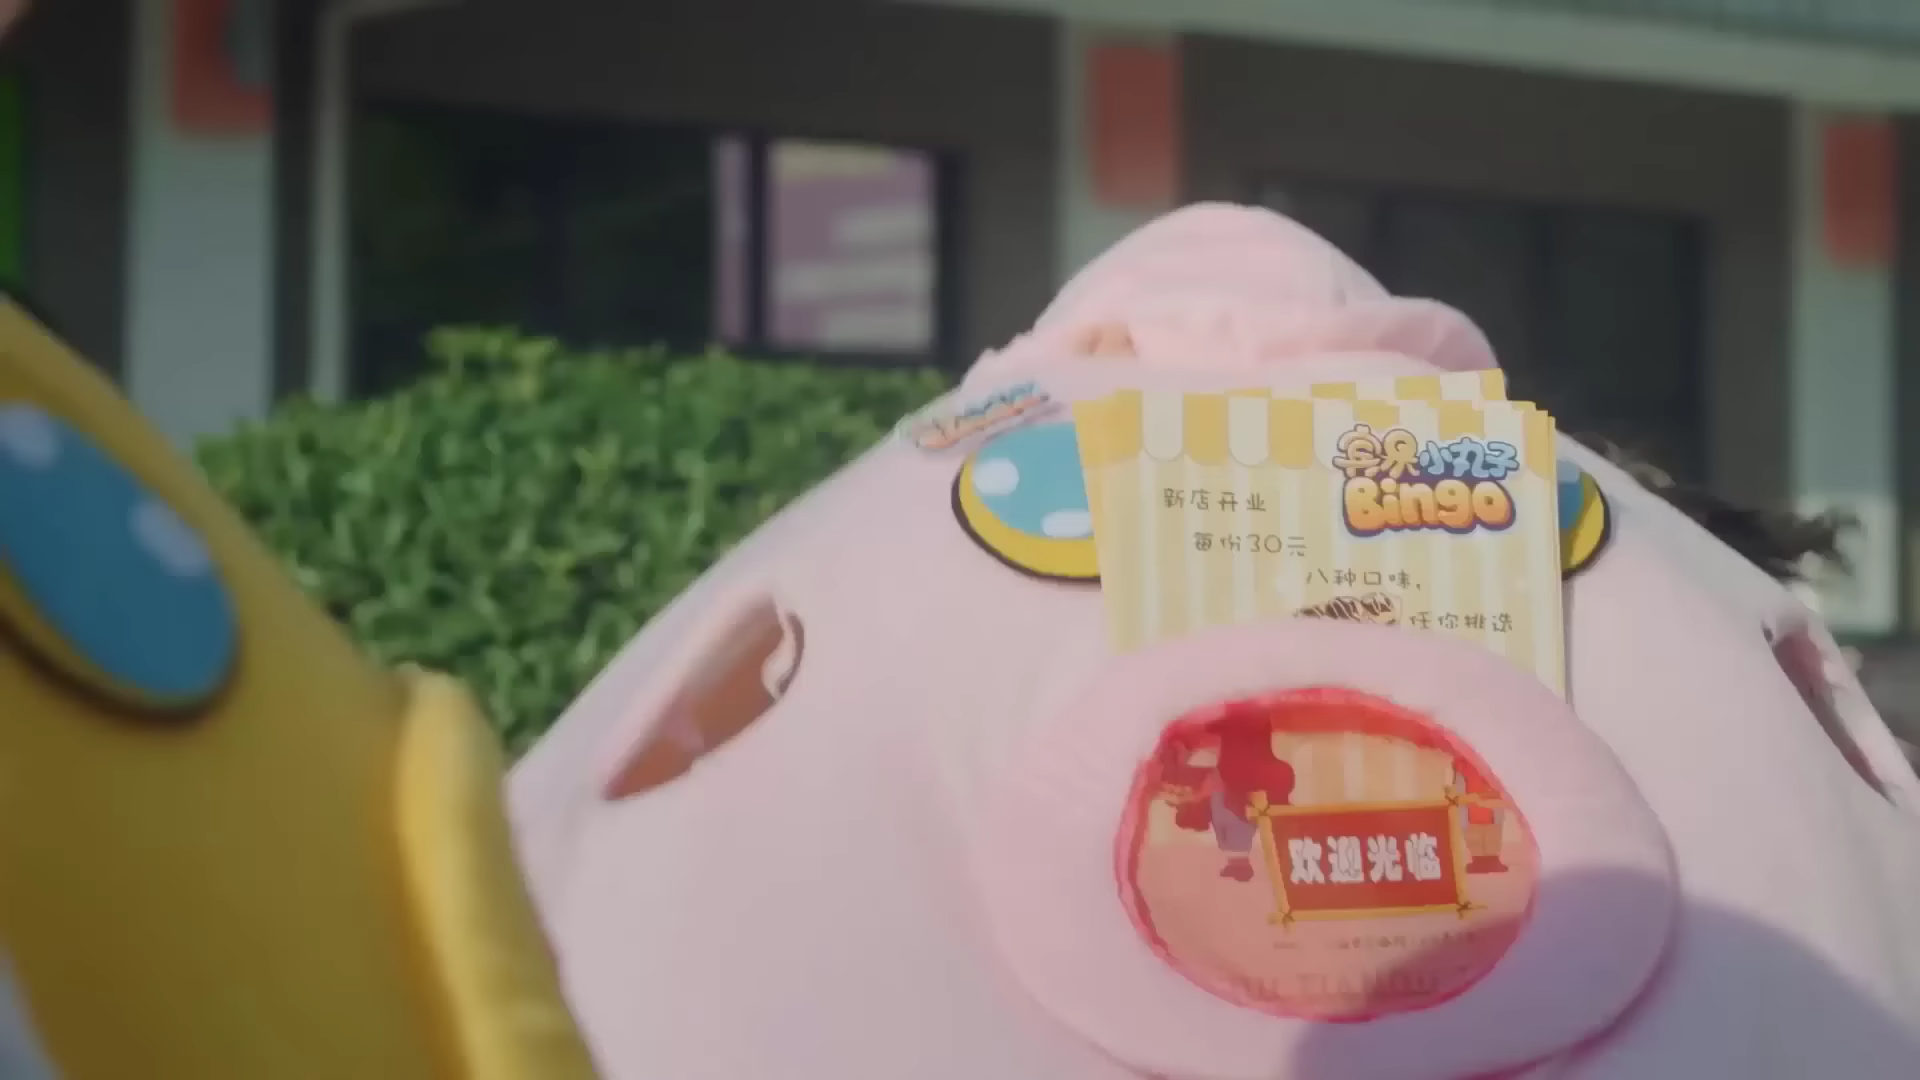 宾果小丸子
Bingo
新店开业
每份30元
八种口味,
任你挑选
欢迎光临